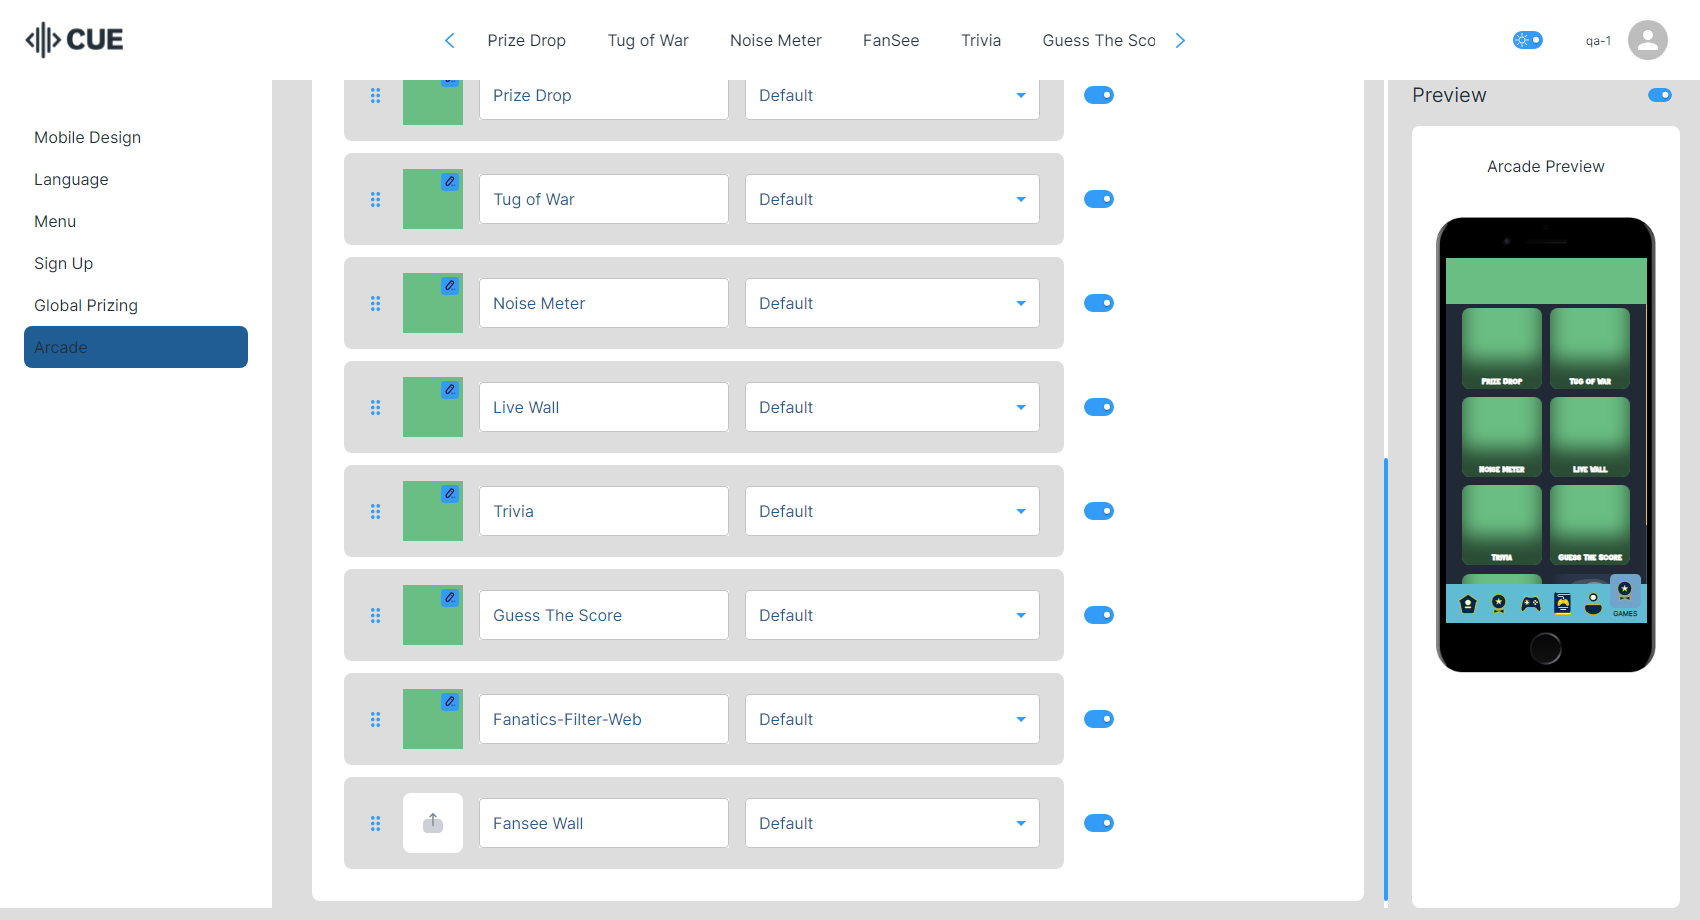 CUE
Prize Drop Tug of War Noise Meter FanSee Trivia Guess The Sco
qa-1
Mobile Design
Language
Menu
Sign Up
Global Prizing
Arcade
Prize Drop Default
Tug of War Default
Noise Meter Default
Live Wall Default
Trivia Default
Guess The Score Default
Fanatics-Filter-Web Default
Fansee Wall Default
Preview
Arcade Preview
Prize Drop Tug of War
Noise Meter Live Wall
Trivia Guess The Score
GAMES